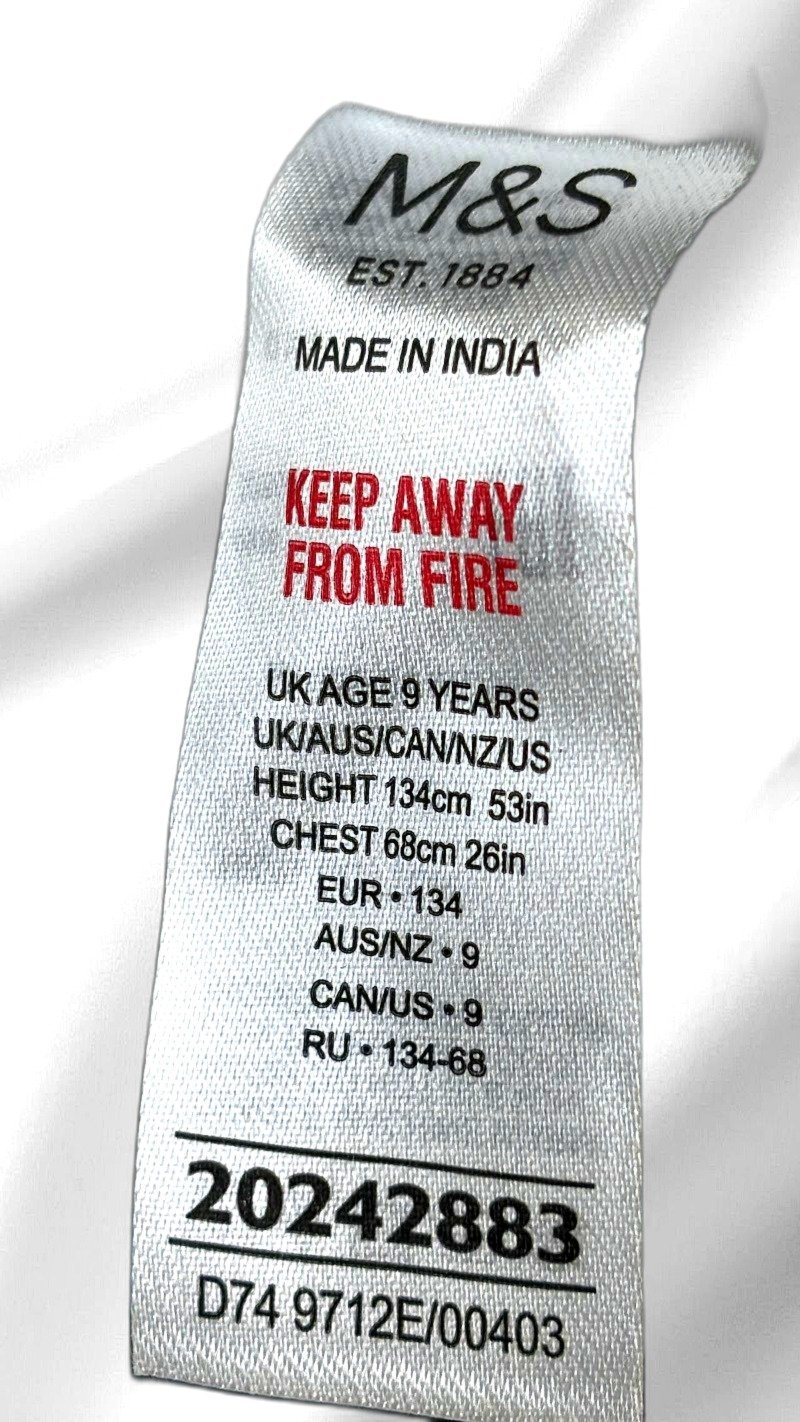 M&S
EST. 1884
MADE IN INDIA
KEEP AWAY
FROM FIRE
UK AGE 9 YEARS
UK/AUS/CAN/NZ/US
HEIGHT 134cm 53in
CHEST 68cm 26in
EUR • 134
AUS/NZ • 9
CAN/US • 9
RU • 134-68
20242883
D74 9712E/00403